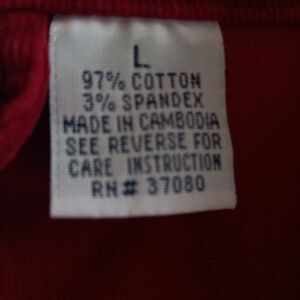 L
97% COTTON
3% SPANDEX
MADE IN CAMBODIA
SEE REVERSE FOR
CARE INSTRUCTION
RN# 37080